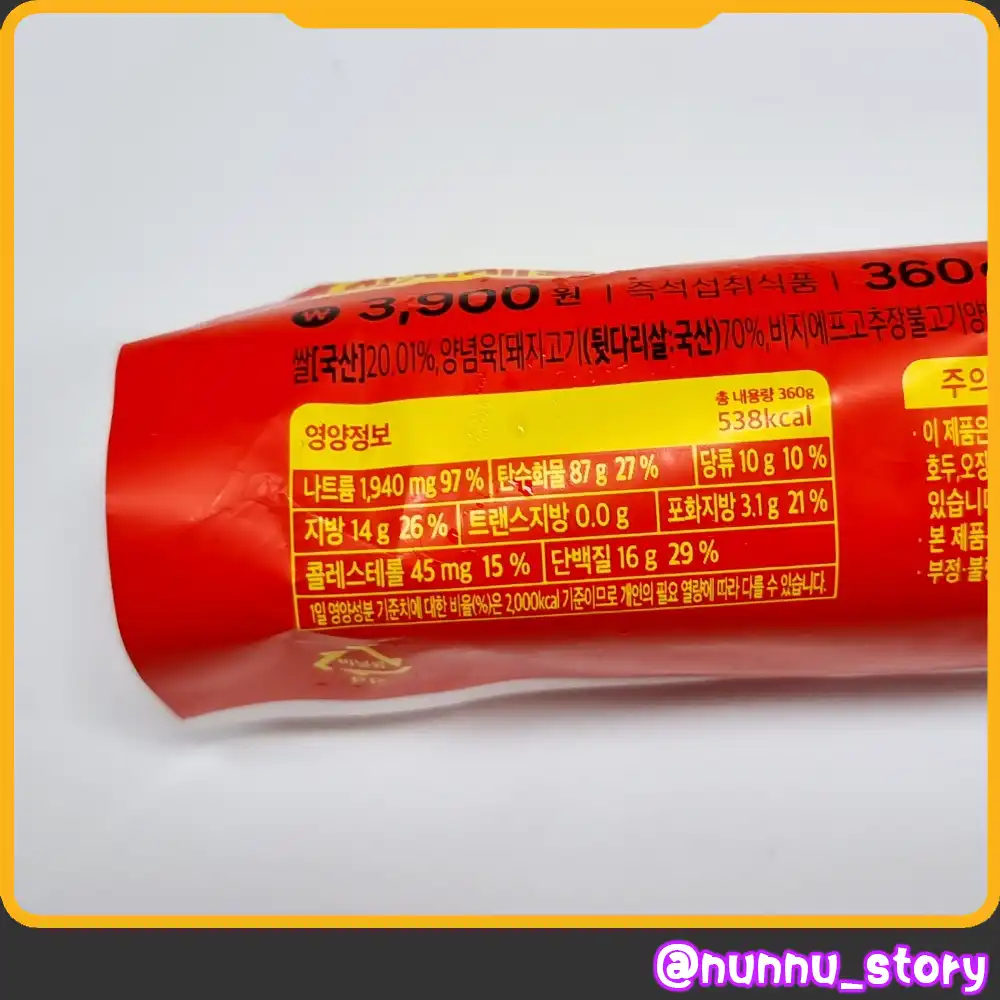 ₩ 3,900 원 | 즉석섭취식품 | 360
쌀[국산]20.01%,양념육[돼지고기(뒷다리살:국산)70%,비지에프고추장불고기양
영양정보
총 내용량 360g
538kcal
나트륨 1,940 mg 97 % 탄수화물 87 g 27 % 당류 10 g 10 %
지방 14 g 26 % 트랜스지방 0.0 g 포화지방 3.1 g 21 %
콜레스테롤 45 mg 15 % 단백질 16 g 29 %
1일 영양성분 기준치에 대한 비율(%)은 2,000kcal 기준이므로 개인의 필요 열량에 따라 다를 수 있습니다.
주의
· 이 제품은
호두,오징
있습니다
· 본 제품
· 부정·불량
@nunnu_story